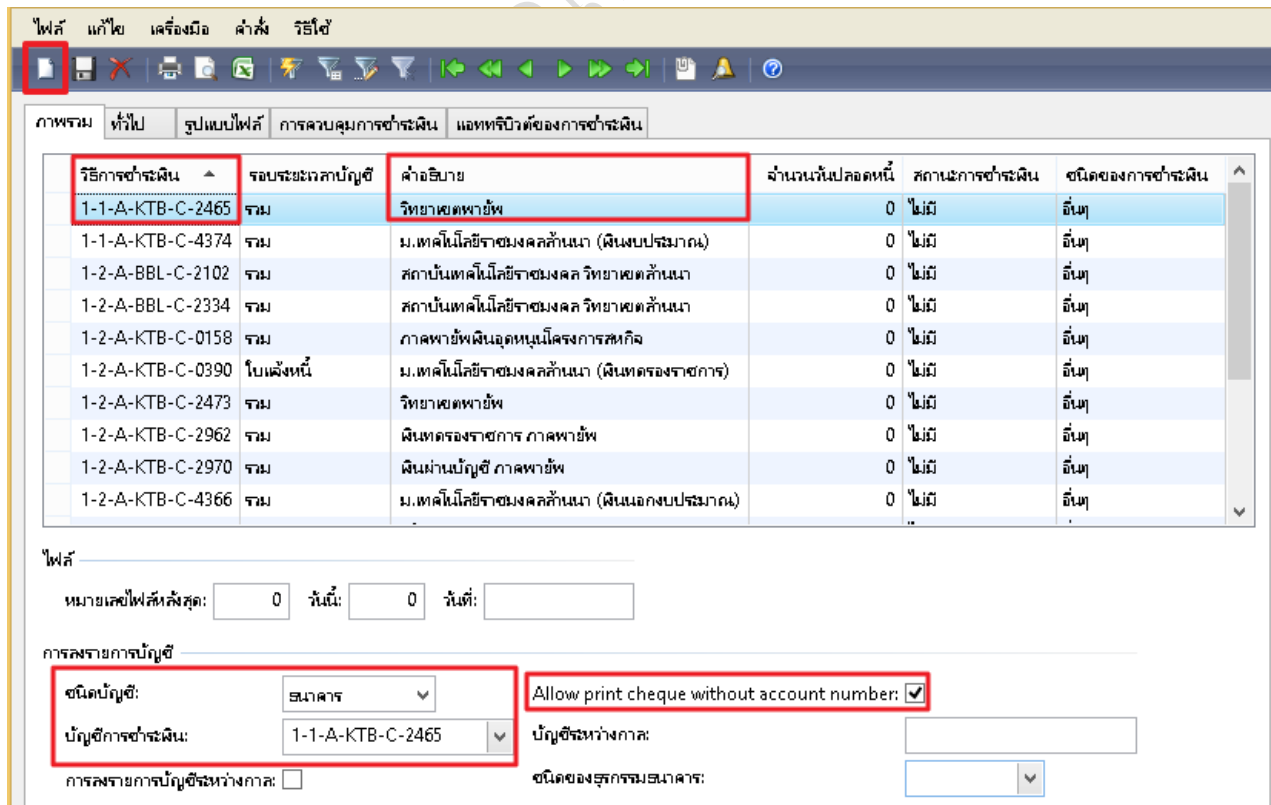 ไฟล์ แก้ไข เครื่องมือ คำสั่ง วิธีใช้
ภาพรวม ทั่วไป รูปแบบไฟล์ การควบคุมการชำระเงิน แอททริบิวต์ของการชำระเงิน
วิธีการชำระเงิน รอบระยะเวลาบัญชี คำอธิบาย จำนวนวันปลอดหนี้ สถานะการชำระเงิน ชนิดของการชำระเงิน
1-1-A-KTB-C-2465 รวม วิทยาเขตพายัพ 0 ไม่มี อื่นๆ
1-1-A-KTB-C-4374 รวม ม.เทคโนโลยีราชมงคลล้านนา (เงินงบประมาณ) 0 ไม่มี อื่นๆ
1-2-A-BBL-C-2102 รวม สถาบันเทคโนโลยีราชมงคล วิทยาเขตล้านนา 0 ไม่มี อื่นๆ
1-2-A-BBL-C-2334 รวม สถาบันเทคโนโลยีราชมงคล วิทยาเขตล้านนา 0 ไม่มี อื่นๆ
1-2-A-KTB-C-0158 รวม ภาคพายัพเงินอุดหนุนโครงการสหกิจ 0 ไม่มี อื่นๆ
1-2-A-KTB-C-0390 ใบแจ้งหนี้ ม.เทคโนโลยีราชมงคลล้านนา (เงินทดรองราชการ) 0 ไม่มี อื่นๆ
1-2-A-KTB-C-2473 รวม วิทยาเขตพายัพ 0 ไม่มี อื่นๆ
1-2-A-KTB-C-2962 รวม เงินทดรองราชการ ภาคพายัพ 0 ไม่มี อื่นๆ
1-2-A-KTB-C-2970 รวม เงินผ่านบัญชี ภาคพายัพ 0 ไม่มี อื่นๆ
1-2-A-KTB-C-4366 รวม ม.เทคโนโลยีราชมงคลล้านนา (เงินนอกงบประมาณ) 0 ไม่มี อื่นๆ
ไฟล์
หมายเลขไฟล์หลังสุด: 0 วันนี้: 0 วันที่:
การลงรายการบัญชี
ชนิดบัญชี: ธนาคาร Allow print cheque without account number:
บัญชีการชำระเงิน: 1-1-A-KTB-C-2465 บัญชีระหว่างกาล:
การลงรายการบัญชีระหว่างกาล: ชนิดของธุรกรรมธนาคาร: